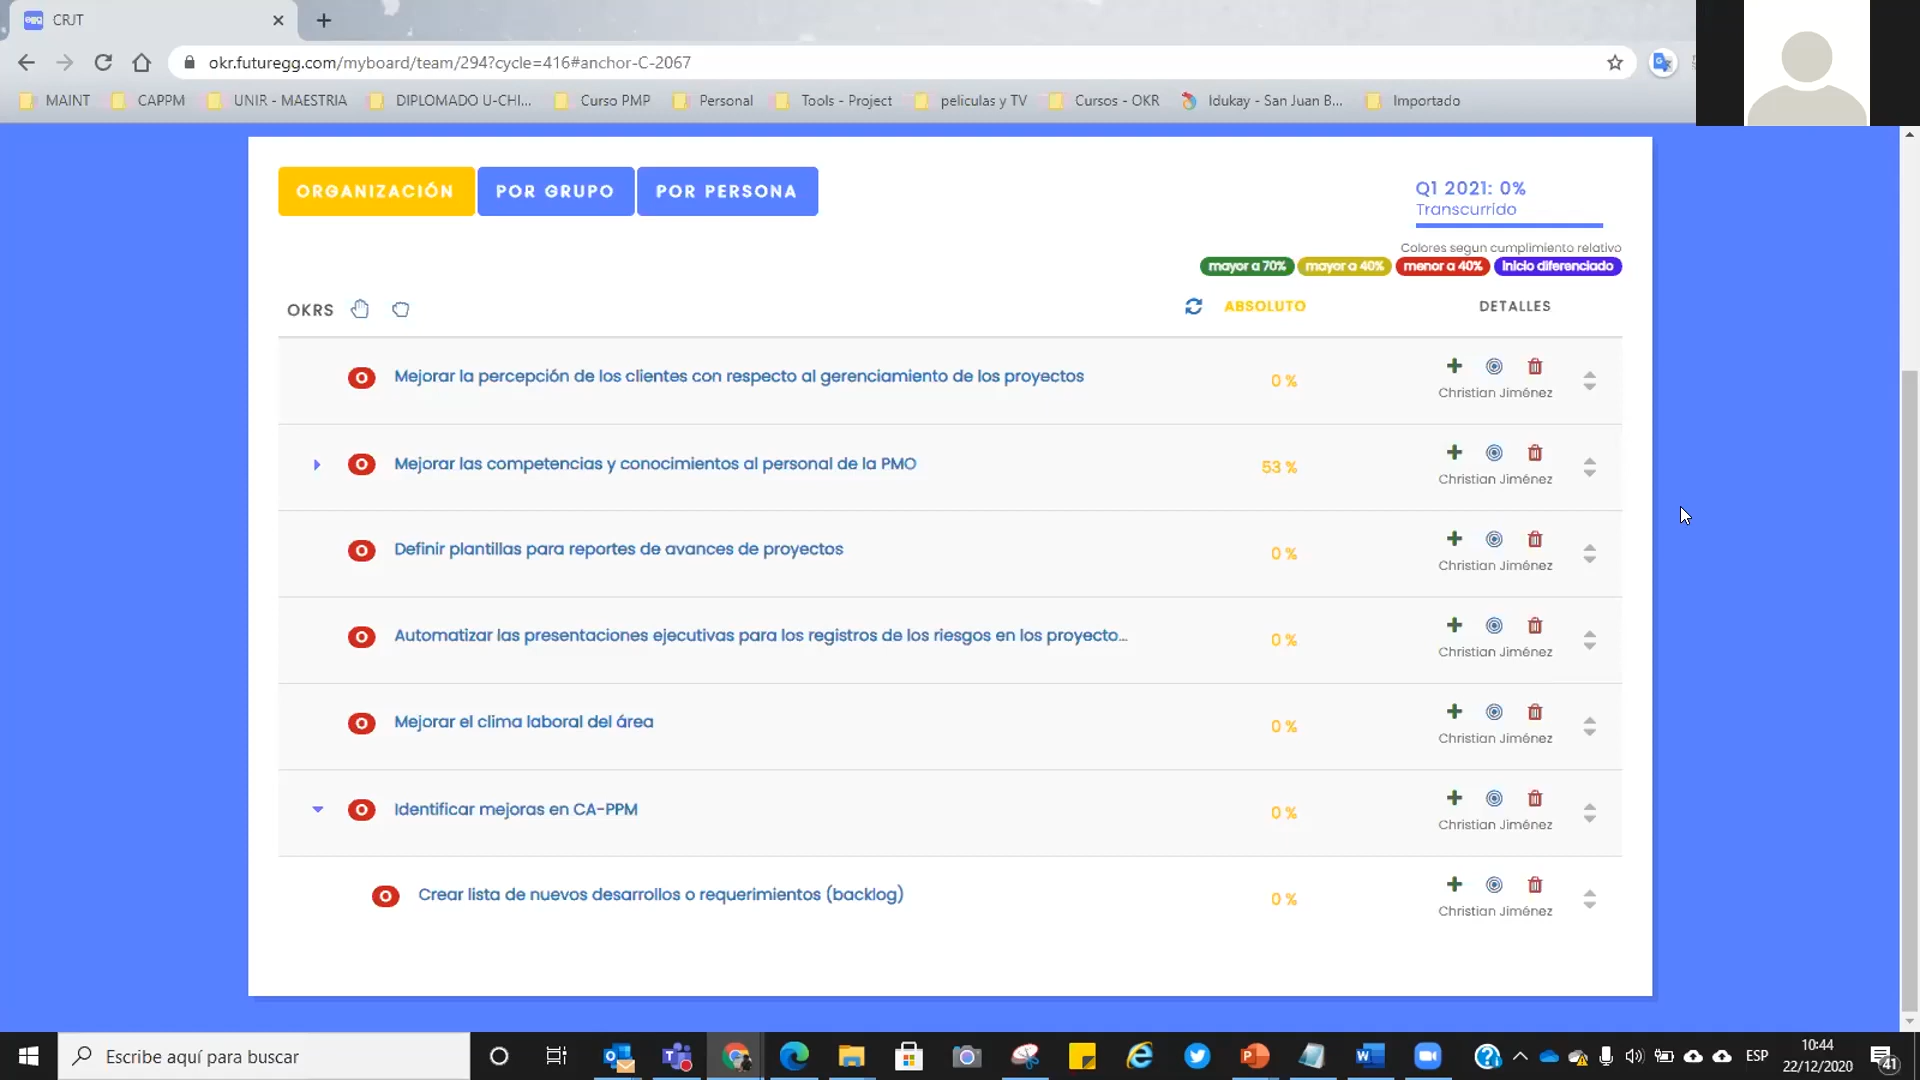 CRJT
okr.futuregg.com/myboard/team/294?cycle=416#anchor-C-2067
MAINT CAPPM UNIR - MAESTRIA DIPLOMADO U-CHI... Curso PMP Personal Tools - Project peliculas y TV Cursos - OKR Idukay - San Juan B... Importado
ORGANIZACIÓN POR GRUPO POR PERSONA
Q1 2021: 0%
Transcurrido
Colores segun cumplimiento relativo
mayor a 70% mayor a 40% menor a 40% Inicio diferenciado
OKRS ABSOLUTO DETALLES
O Mejorar la percepción de los clientes con respecto al gerenciamiento de los proyectos 0 %
Christian Jiménez
O Mejorar las competencias y conocimientos al personal de la PMO 53 %
Christian Jiménez
O Definir plantillas para reportes de avances de proyectos 0 %
Christian Jiménez
O Automatizar las presentaciones ejecutivas para los registros de los riesgos en los proyecto... 0 %
Christian Jiménez
O Mejorar el clima laboral del área 0 %
Christian Jiménez
O Identificar mejoras en CA-PPM 0 %
Christian Jiménez
O Crear lista de nuevos desarrollos o requerimientos (backlog) 0 %
Christian Jiménez
Escribe aquí para buscar
ESP
10:44
22/12/2020
41